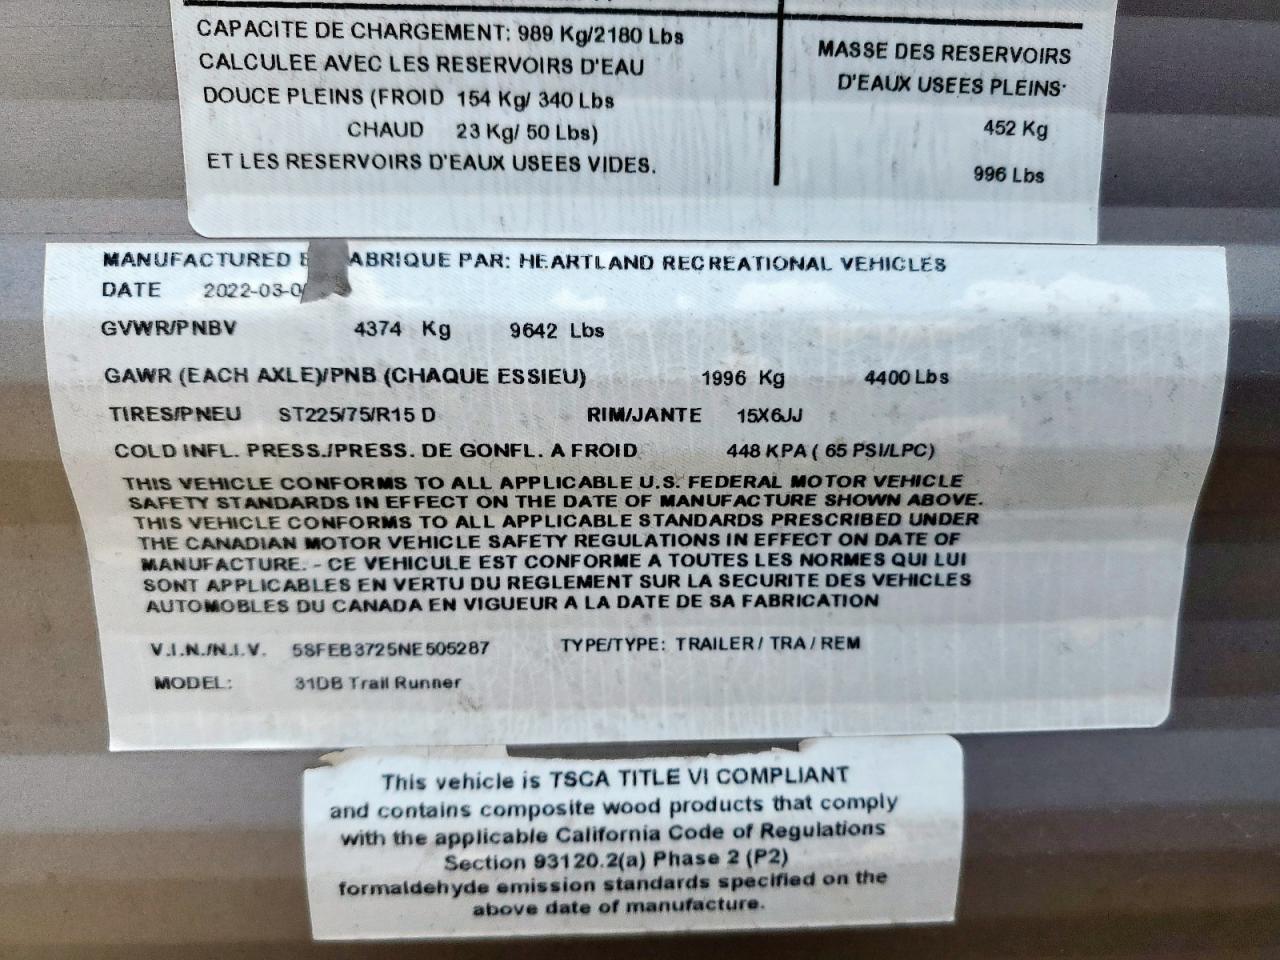 CAPACITE DE CHARGEMENT: 989 Kg/2180 Lbs
CALCULEE AVEC LES RESERVOIRS D'EAU
DOUCE PLEINS (FROID 154 Kg/ 340 Lbs
CHAUD 23 Kg/ 50 Lbs)
ET LES RESERVOIRS D'EAUX USEES VIDES.
MASSE DES RESERVOIRS
D'EAUX USEES PLEINS·
452 Kg
996 Lbs
MANUFACTURED ABRIQUE PAR: HEARTLAND RECREATIONAL VEHICLES
DATE 2022-03-0
GVWR/PNBV 4374 Kg 9642 Lbs
GAWR (EACH AXLE)/PNB (CHAQUE ESSIEU) 1996 Kg 4400 Lbs
TIRES/PNEU ST225/75/R15 D RIM/JANTE 15X6JJ
COLD INFL. PRESS./PRESS. DE GONFL. A FROID 448 KPA ( 65 PSI/LPC)
THIS VEHICLE CONFORMS TO ALL APPLICABLE U.S. FEDERAL MOTOR VEHICLE
SAFETY STANDARDS IN EFFECT ON THE DATE OF MANUFACTURE SHOWN ABOVE.
THIS VEHICLE CONFORMS TO ALL APPLICABLE STANDARDS PRESCRIBED UNDER
THE CANADIAN MOTOR VEHICLE SAFETY REGULATIONS IN EFFECT ON DATE OF
MANUFACTURE. - CE VEHICULE EST CONFORME A TOUTES LES NORMES QUI LUI
SONT APPLICABLES EN VERTU DU REGLEMENT SUR LA SECURITE DES VEHICLES
AUTOMOBLES DU CANADA EN VIGUEUR A LA DATE DE SA FABRICATION
V.I.N./N.I.V. 5SFEB3725NE505287 TYPE/TYPE: TRAILER / TRA / REM
MODEL: 31DB Trail Runner
This vehicle is TSCA TITLE VI COMPLIANT
and contains composite wood products that comply
with the applicable California Code of Regulations
Section 93120.2(a) Phase 2 (P2)
formaldehyde emission standards specified on the
above date of manufacture.